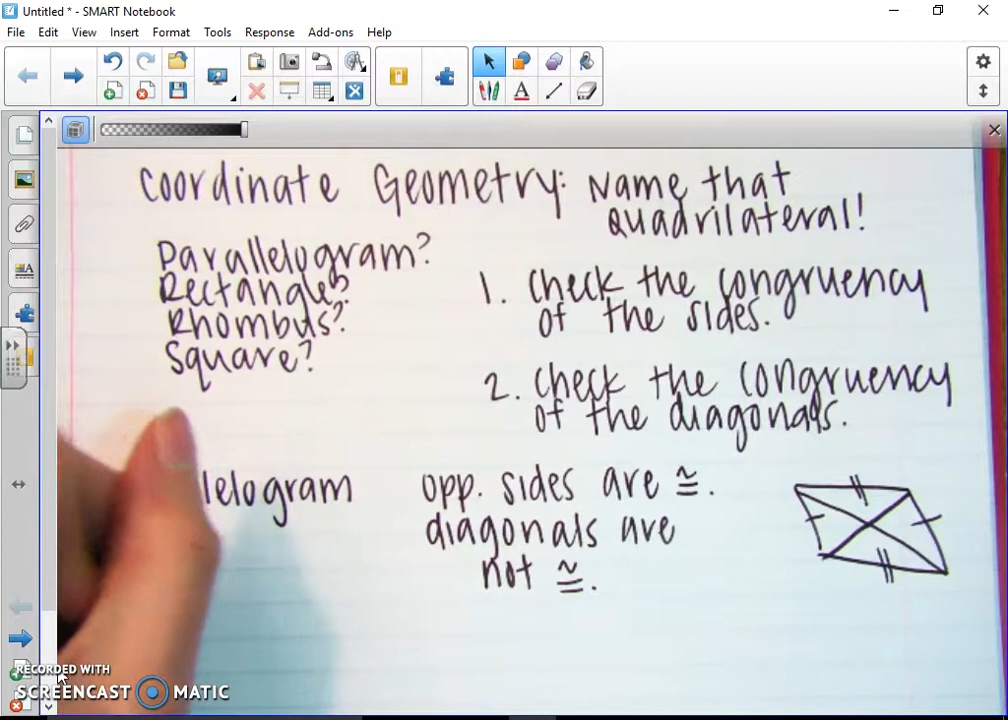 Untitled * - SMART Notebook
File Edit View Insert Format Tools Response Add-ons Help
Coordinate Geometry: Name that
quadrilateral!
Parallelogram?
Rectangle?
Rhombus?
Square?
1. Check the congruency
of the sides.
2. Check the congruency
of the diagonals.
lelogram
opp. sides are ≅.
diagonals are
not ≅.
RECORDED WITH
SCREENCAST MATIC